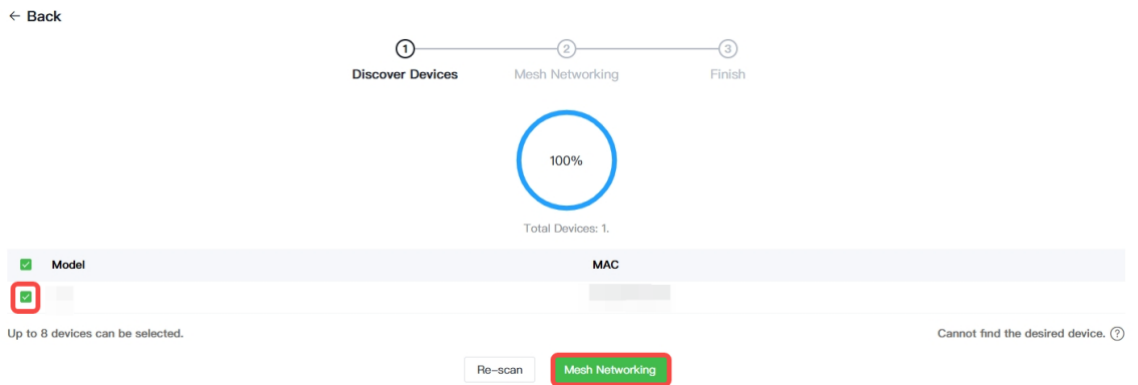 ← Back
1 2 3
Discover Devices Mesh Networking Finish
100%
Total Devices: 1.
Model MAC
Up to 8 devices can be selected. Cannot find the desired device. ?
Re-scan Mesh Networking